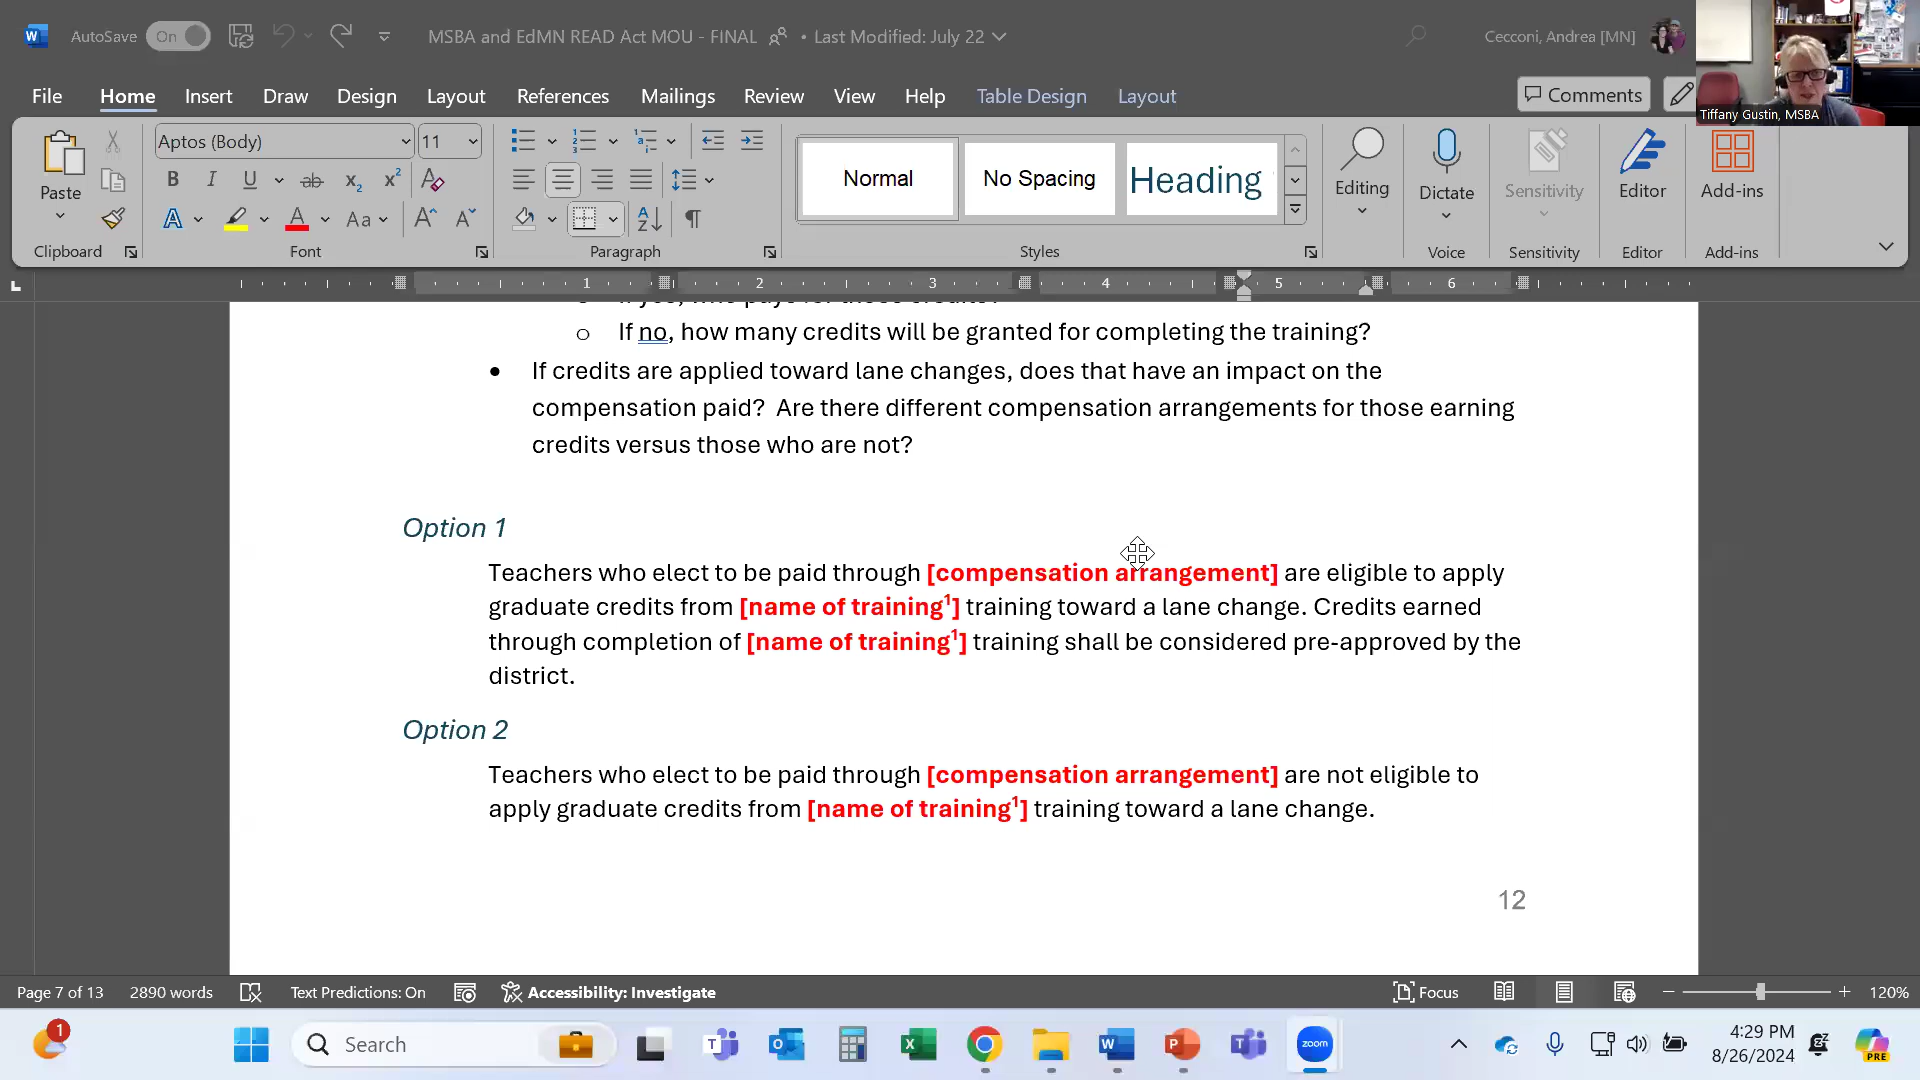 AutoSave On MSBA and EdMN READ Act MOU - FINAL • Last Modified: July 22 Cecconi, Andrea [MN]
File Home Insert Draw Design Layout References Mailings Review View Help Table Design Layout Comments
Tiffany Gustin, MSBA
Paste
Aptos (Body) 11
Normal No Spacing Heading
Editing Dictate Sensitivity Editor Add-ins
Clipboard Font Paragraph Styles Voice Sensitivity Editor Add-ins
1 2 3 4 5 6
o If no, how many credits will be granted for completing the training?
• If credits are applied toward lane changes, does that have an impact on the
compensation paid? Are there different compensation arrangements for those earning
credits versus those who are not?
Option 1
Teachers who elect to be paid through [compensation arrangement] are eligible to apply
graduate credits from [name of training¹] training toward a lane change. Credits earned
through completion of [name of training¹] training shall be considered pre-approved by the
district.
Option 2
Teachers who elect to be paid through [compensation arrangement] are not eligible to
apply graduate credits from [name of training¹] training toward a lane change.
12
Page 7 of 13 2890 words Text Predictions: On Accessibility: Investigate Focus 120%
1 Search zoom 4:29 PM
8/26/2024 PRE